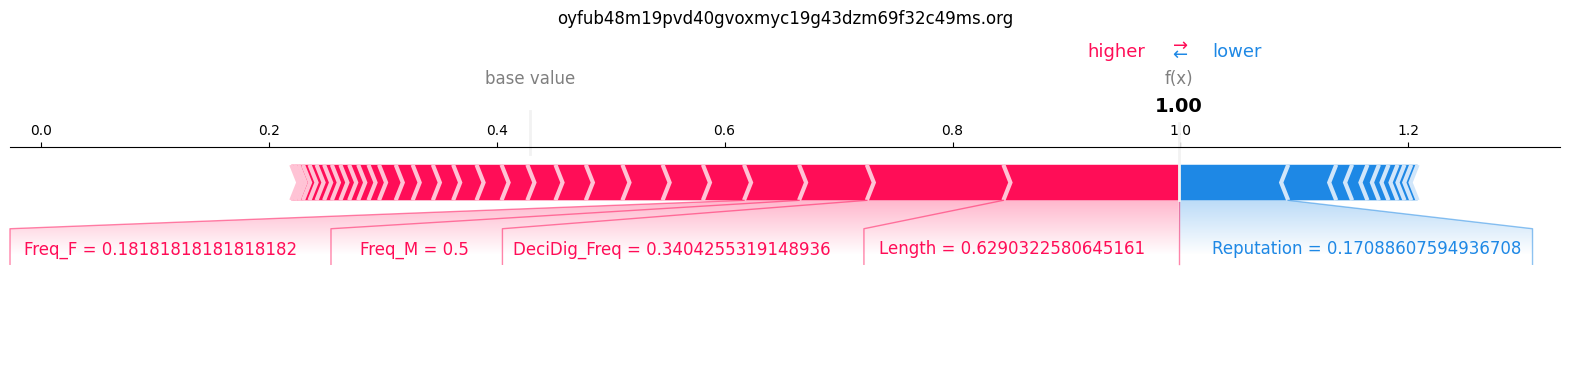 oyfub48m19pvd40gvoxmyc19g43dzm69f32c49ms.org
higher → ← lower
base value f(x)
1.00
0.0 0.2 0.4 0.6 0.8 1.0 1.2
Freq_F = 0.18181818181818182 Freq_M = 0.5 DeciDig_Freq = 0.3404255319148936 Length = 0.6290322580645161 Reputation = 0.17088607594936708